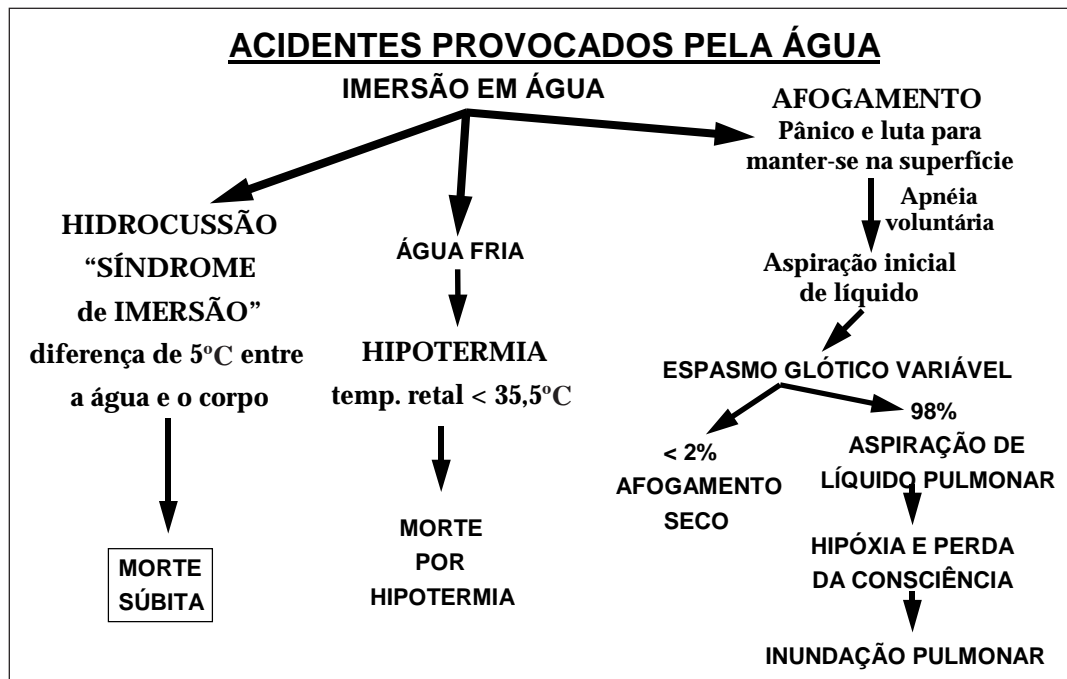 ACIDENTES PROVOCADOS PELA ÁGUA
IMERSÃO EM ÁGUA
HIDROCUSSÃO
“SÍNDROME
de IMERSÃO”
diferença de 5ºC entre
a água e o corpo
MORTE
SÚBITA
ÁGUA FRIA
HIPOTERMIA
temp. retal < 35,5ºC
MORTE
POR
HIPOTERMIA
AFOGAMENTO
Pânico e luta para
manter-se na superfície
Apnéia
voluntária
Aspiração inicial
de líquido
ESPASMO GLÓTICO VARIÁVEL
< 2%
AFOGAMENTO
SECO
98%
ASPIRAÇÃO DE
LÍQUIDO PULMONAR
HIPÓXIA E PERDA
DA CONSCIÊNCIA
INUNDAÇÃO PULMONAR